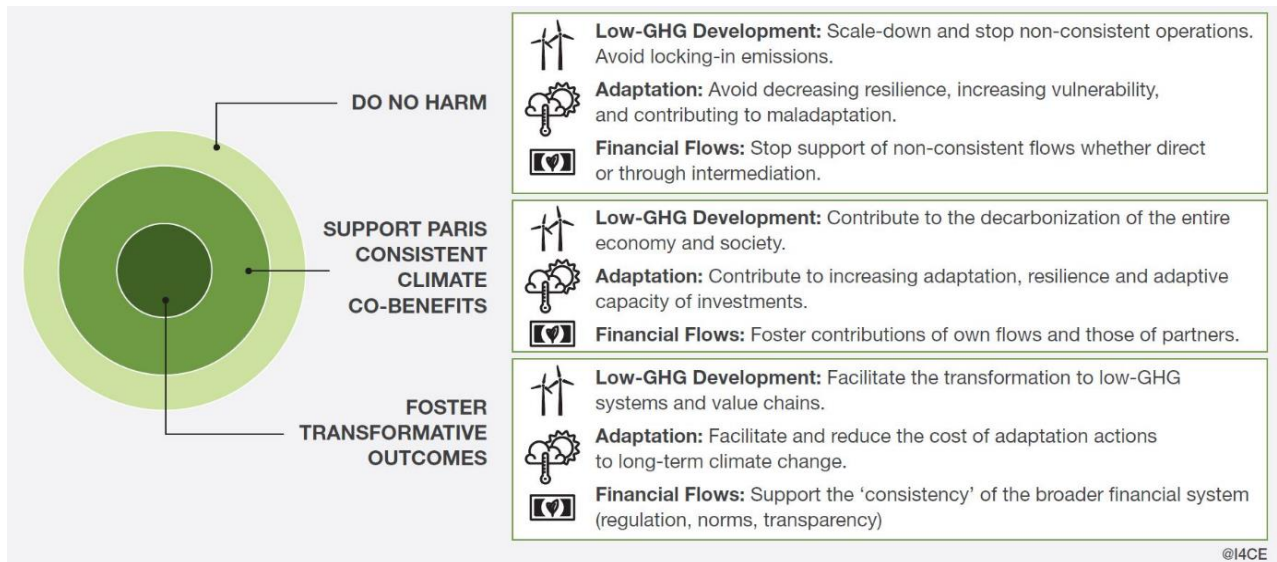 DO NO HARM
Low-GHG Development: Scale-down and stop non-consistent operations.
Avoid locking-in emissions.
Adaptation: Avoid decreasing resilience, increasing vulnerability,
and contributing to maladaptation.
Financial Flows: Stop support of non-consistent flows whether direct
or through intermediation.
SUPPORT PARIS
CONSISTENT
CLIMATE
CO-BENEFITS
Low-GHG Development: Contribute to the decarbonization of the entire
economy and society.
Adaptation: Contribute to increasing adaptation, resilience and adaptive
capacity of investments.
Financial Flows: Foster contributions of own flows and those of partners.
FOSTER
TRANSFORMATIVE
OUTCOMES
Low-GHG Development: Facilitate the transformation to low-GHG
systems and value chains.
Adaptation: Facilitate and reduce the cost of adaptation actions
to long-term climate change.
Financial Flows: Support the ‘consistency’ of the broader financial system
(regulation, norms, transparency)
@I4CE